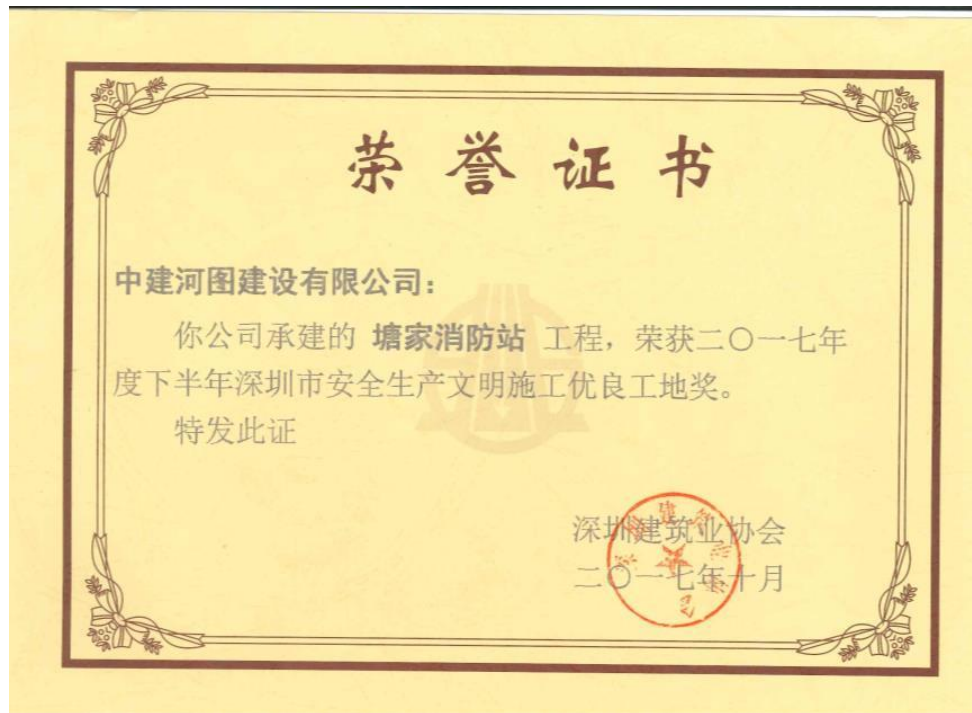 荣誉证书
中建河图建设有限公司：
你公司承建的 塘家消防站 工程，荣获二〇一七年
度下半年深圳市安全生产文明施工优良工地奖。
特发此证
深圳建筑业协会
二〇一七年十月